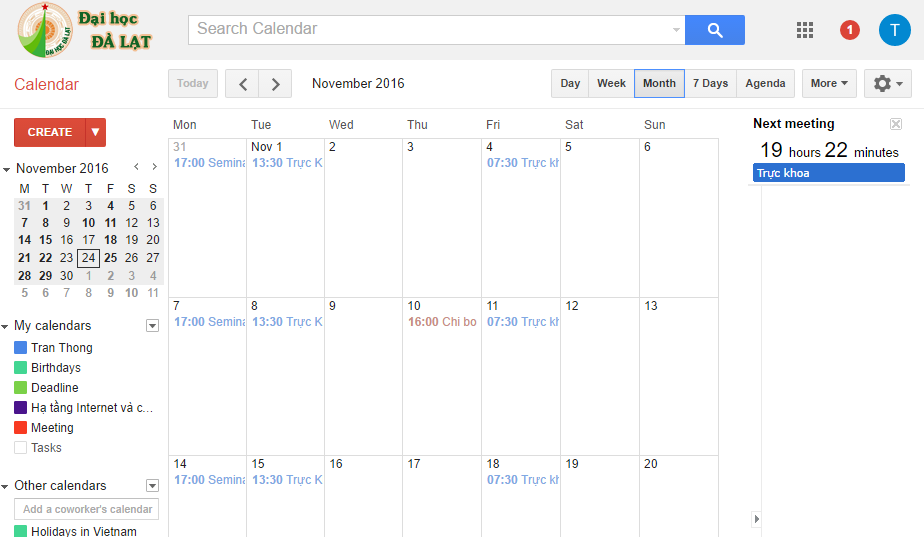 Đại học
ĐÀ LẠT
ĐẠI HỌC ĐÀ LẠT
Search Calendar
1
T
Calendar
Today
November 2016
Day Week Month 7 Days Agenda
More
CREATE
November 2016
M T W T F S S
31 1 2 3 4 5 6
7 8 9 10 11 12 13
14 15 16 17 18 19 20
21 22 23 24 25 26 27
28 29 30 1 2 3 4
5 6 7 8 9 10 11
My calendars
Tran Thong
Birthdays
Deadline
Hạ tầng Internet và c...
Meeting
Tasks
Other calendars
Add a coworker's calendar
Holidays in Vietnam
Mon Tue Wed Thu Fri Sat Sun
31 Nov 1 2 3 4 5 6
17:00 Semina 13:30 Trực K 07:30 Trực kho
7 8 9 10 11 12 13
17:00 Semina 13:30 Trực K 16:00 Chi bo 07:30 Trực kh
14 15 16 17 18 19 20
17:00 Semina 13:30 Trực K 07:30 Trực kh
Next meeting
19 hours 22 minutes
Trực khoa